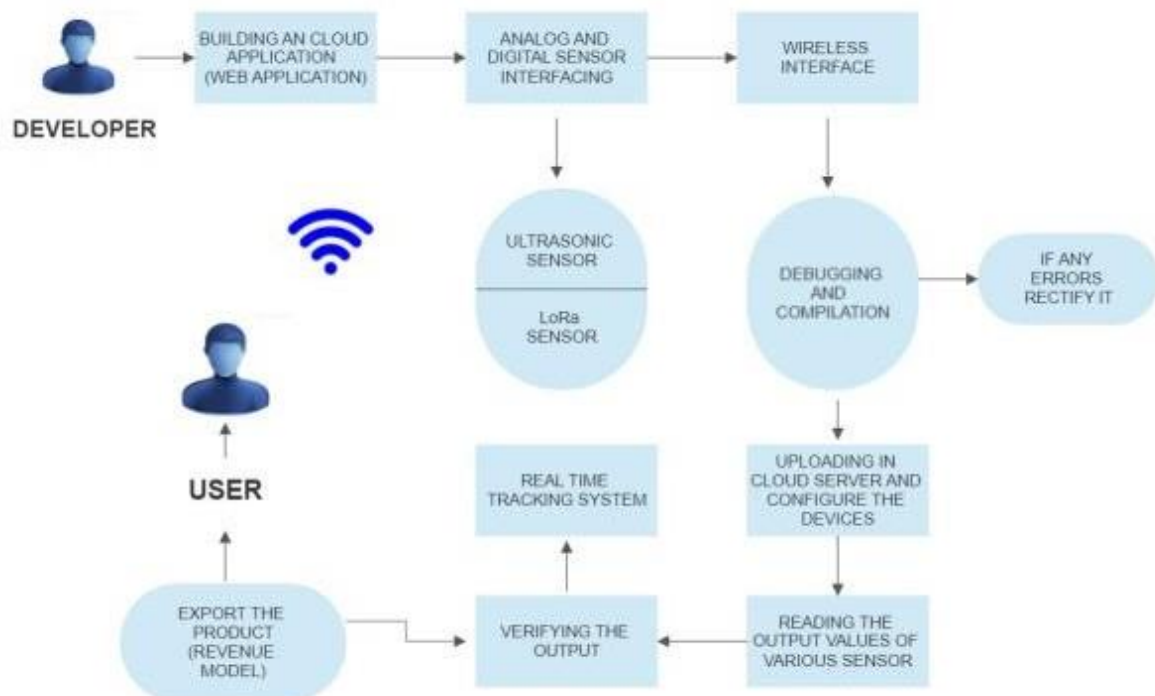 BUILDING AN CLOUD
APPLICATION
(WEB APPLICATION)
ANALOG AND
DIGITAL SENSOR
INTERFACING
WIRELESS
INTERFACE
DEVELOPER
ULTRASONIC
SENSOR
LoRa
SENSOR
DEBUGGING
AND
COMPILATION
IF ANY
ERRORS
RECTIFY IT
USER
REAL TIME
TRACKING SYSTEM
UPLOADING IN
CLOUD SERVER AND
CONFIGURE THE
DEVICES
EXPORT THE
PRODUCT
(REVENUE
MODEL)
VERIFYING THE
OUTPUT
READING THE
OUTPUT VALUES OF
VARIOUS SENSOR